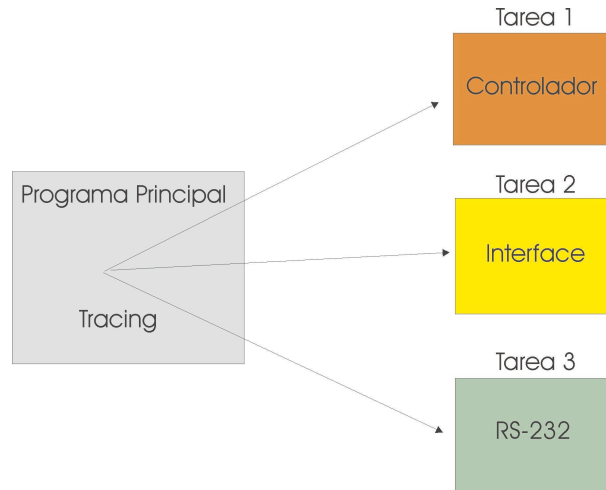 Tarea 1
Controlador
Programa Principal
Tracing
Tarea 2
Interface
Tarea 3
RS-232